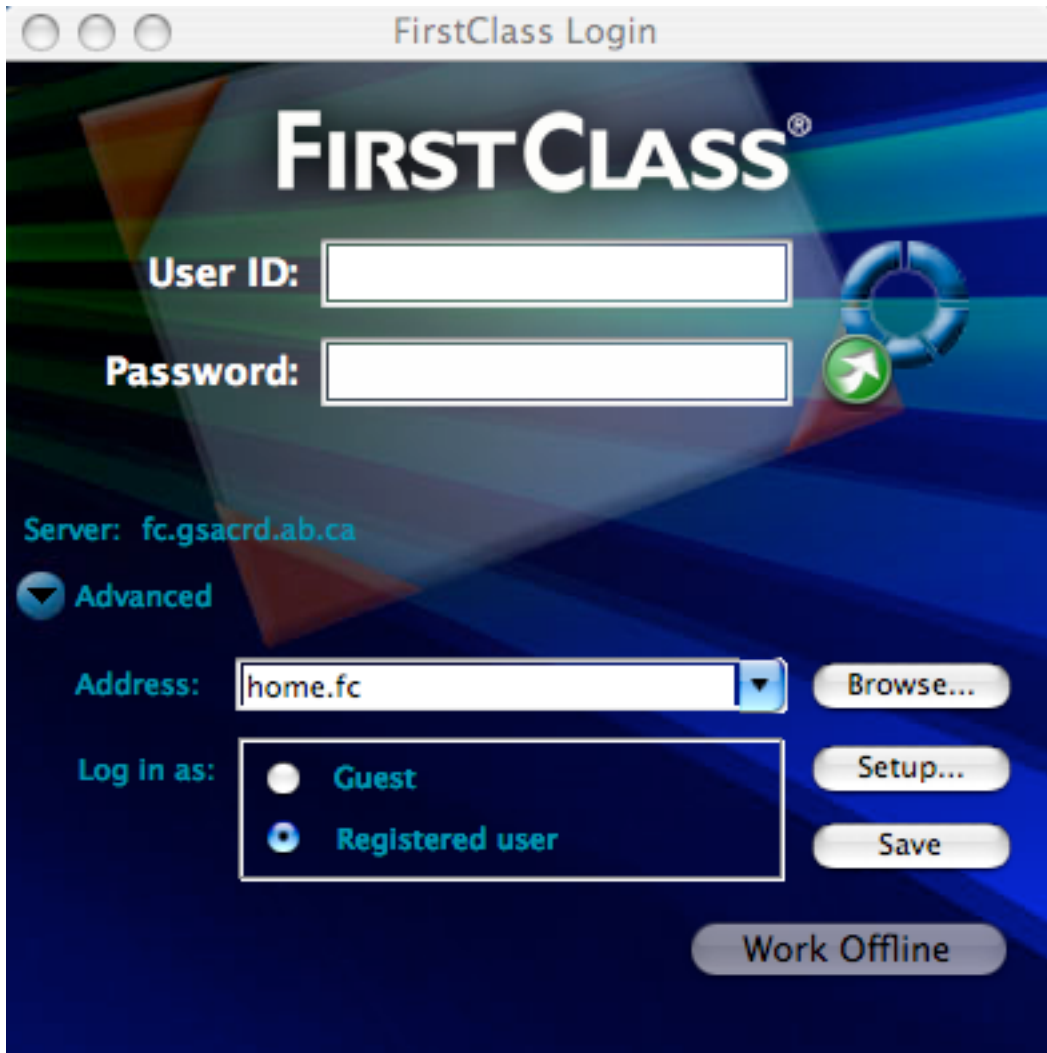 FirstClass Login
FIRSTCLASS®
User ID:
Password:
Server: fc.gsacrd.ab.ca
Advanced
Address: home.fc Browse...
Log in as: Guest Setup...
Registered user Save
Work Offline